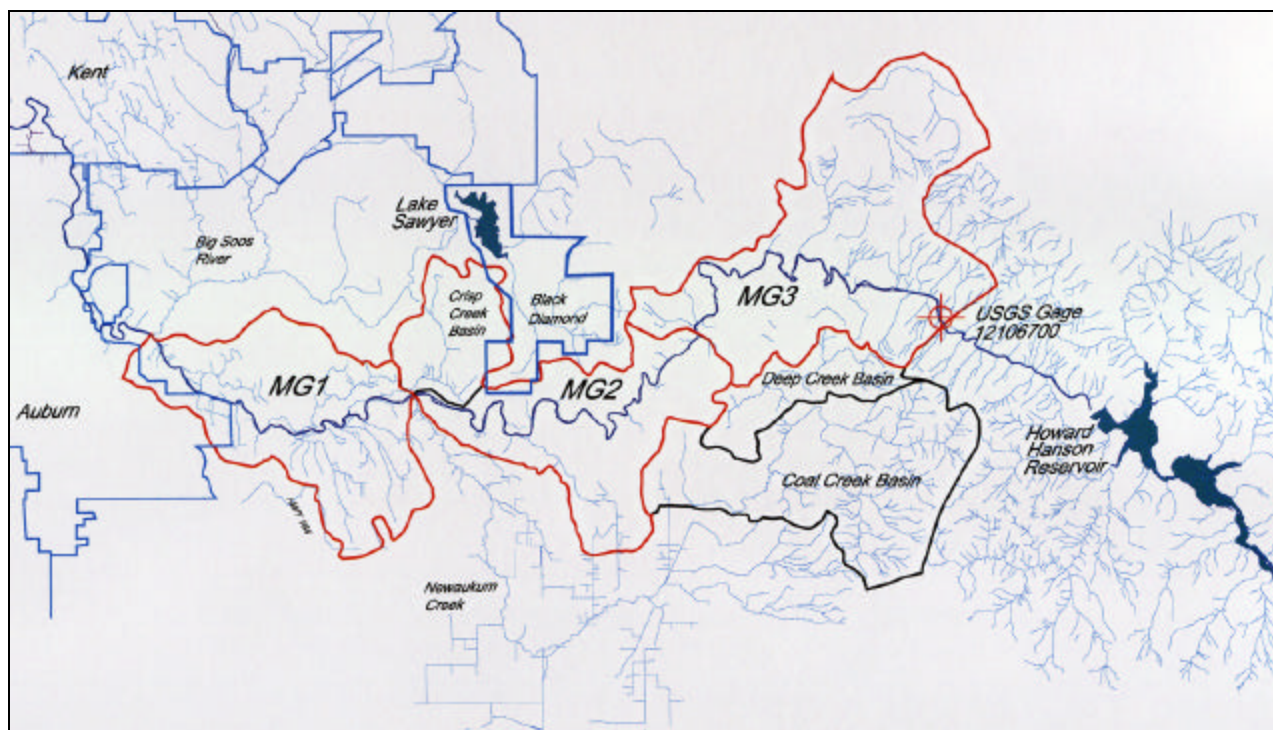 Kent
Lake
Sawyer
Big Soos
River
Crisp
Creek
Basin
Black
Diamond
MG3
USGS Gage
12106700
MG1
MG2
Deep Creek Basin
Auburn
Howard
Hanson
Reservoir
Coal Creek Basin
Newaukum
Creek